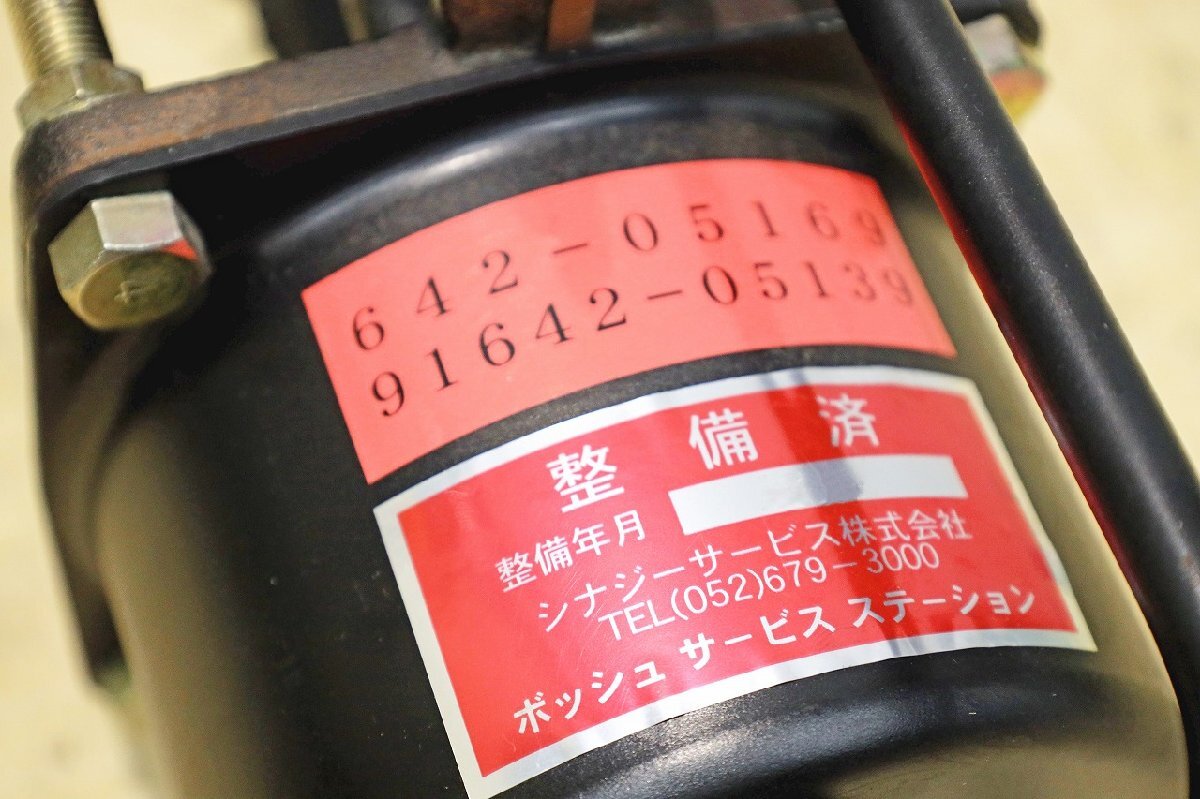 642-05169
91642-05139
整備済
整備年月
シナジーサービス株式会社
TEL(052)679-3000
ボッシュ サービス ステーション